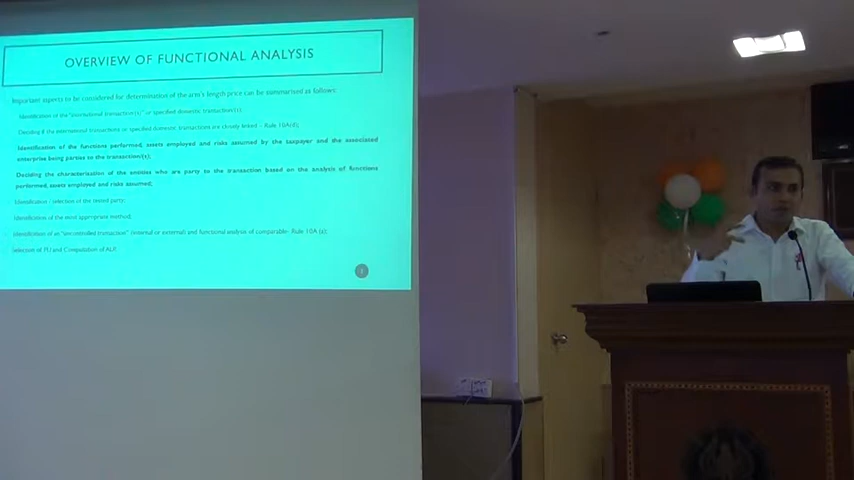 OVERVIEW OF FUNCTIONAL ANALYSIS
Important aspects to be considered for determination of the arm's length price can be summarised as follows:
Identification of the "international transaction(s)" or specified domestic transaction(s);
Deciding if the international transactions or specified domestic transactions are closely linked – Rule 10A(d);
Identification of the functions performed, assets employed and risks assumed by the taxpayer and the associated
enterprise being parties to the transaction(s);
Deciding the characterization of the entities who are party to the transaction based on the analysis of functions
performed, assets employed and risks assumed;
Identification / selection of the tested party;
Identification of the most appropriate method;
Identification of an "uncontrolled transaction" (internal or external) and functional analysis of comparable- Rule 10A (a);
Selection of PLI and Computation of ALP.